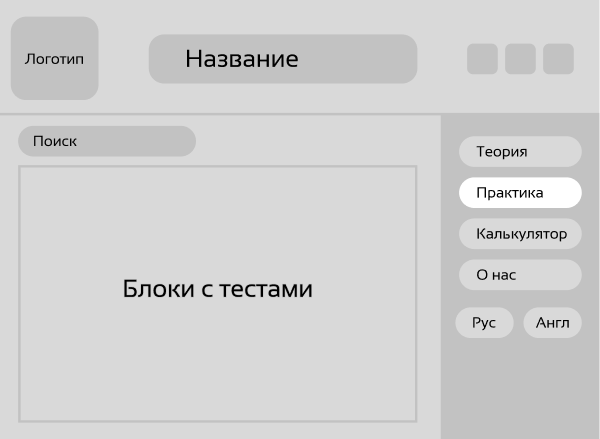 Логотип
Название
Поиск
Блоки с тестами
Теория
Практика
Калькулятор
О нас
Рус
Англ